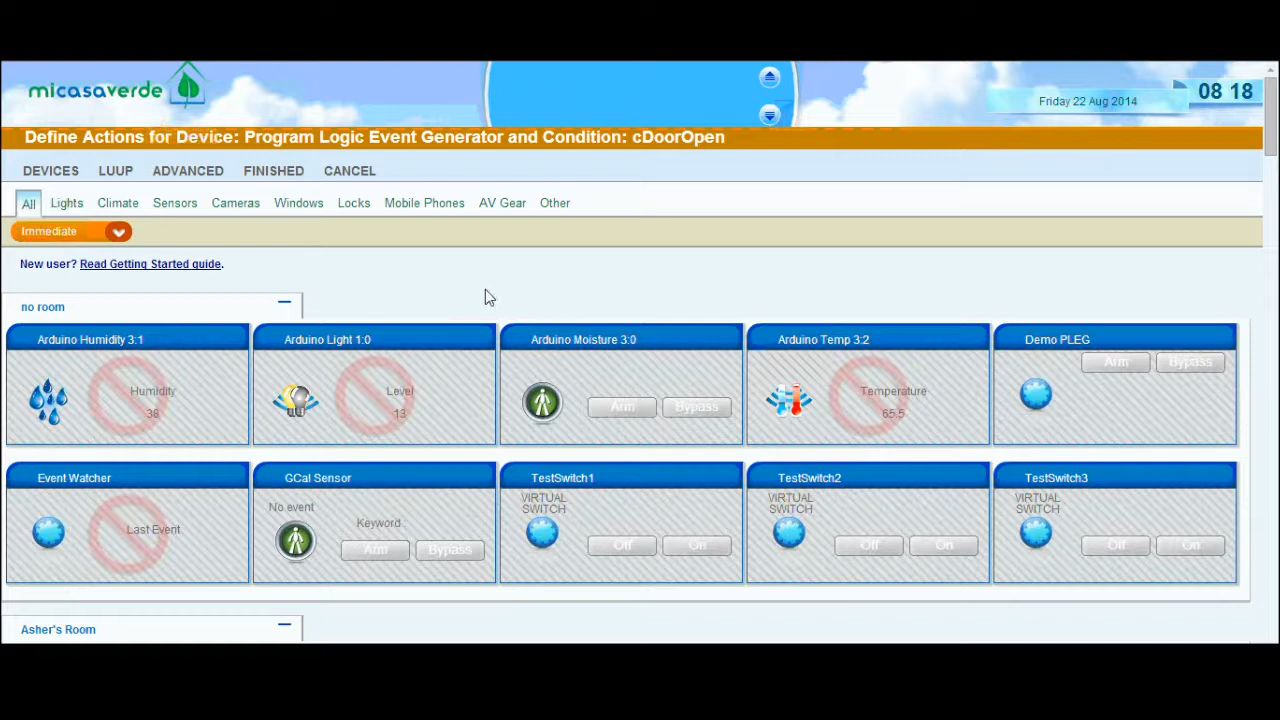 micasaverde
Friday 22 Aug 2014
08 18
Define Actions for Device: Program Logic Event Generator and Condition: cDoorOpen
DEVICES LUUP ADVANCED FINISHED CANCEL
All Lights Climate Sensors Cameras Windows Locks Mobile Phones AV Gear Other
Immediate
New user? Read Getting Started guide.
no room
Arduino Humidity 3:1
Humidity
38
Arduino Light 1:0
Level
13
Arduino Moisture 3:0
Arm Bypass
Arduino Temp 3:2
Temperature
65.5
Demo PLEG
Arm Bypass
Event Watcher
Last Event
GCal Sensor
No event
Keyword :
Arm Bypass
TestSwitch1
VIRTUAL
SWITCH
Off On
TestSwitch2
VIRTUAL
SWITCH
Off On
TestSwitch3
VIRTUAL
SWITCH
Off On
Asher's Room